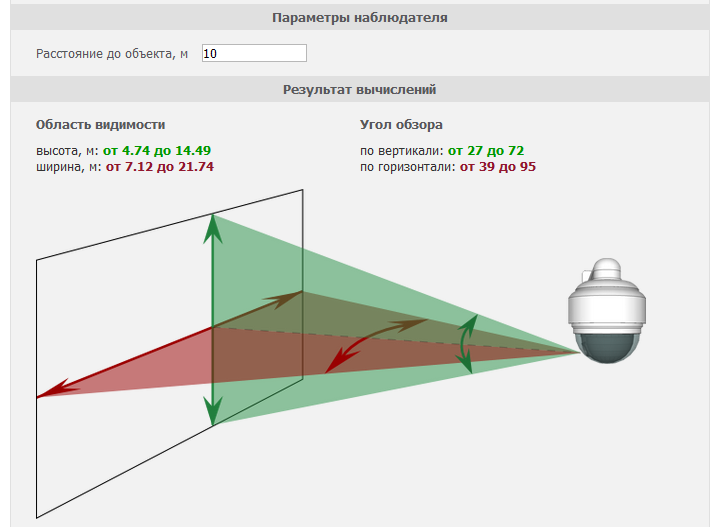 Параметры наблюдателя
Расстояние до объекта, м 10
Результат вычислений
Область видимости Угол обзора
высота, м: от 4.74 до 14.49 по вертикали: от 27 до 72
ширина, м: от 7.12 до 21.74 по горизонтали: от 39 до 95